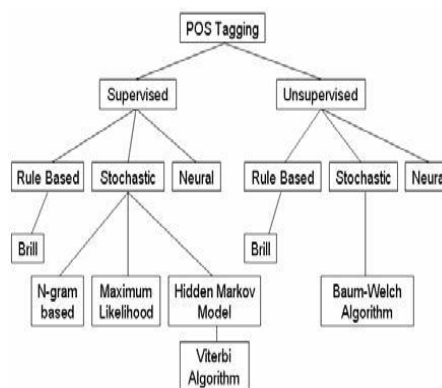 POS Tagging
Supervised
Unsupervised
Rule Based
Stochastic
Neural
Rule Based
Stochastic
Neural
Brill
Brill
N-gram
based
Maximum
Likelihood
Hidden Markov
Model
Baum-Welch
Algorithm
Viterbi
Algorithm